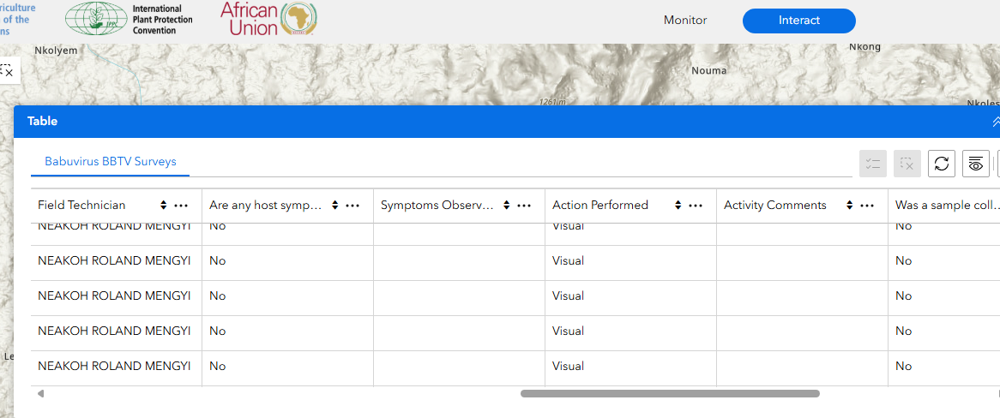 riculture
n of the
ns
IPPC
International
Plant Protection
Convention
African
Union
Monitor
Interact
Nkolyem
Nkong
Nouma
1261 m
Nkoles
Table
Babuvirus BBTV Surveys
Field Technician Are any host symp... Symptoms Observ... Action Performed Activity Comments Was a sample coll...
NEAKOH ROLAND MENGYI No Visual No
NEAKOH ROLAND MENGYI No Visual No
NEAKOH ROLAND MENGYI No Visual No
NEAKOH ROLAND MENGYI No Visual No
Le
NEAKOH ROLAND MENGYI No Visual No